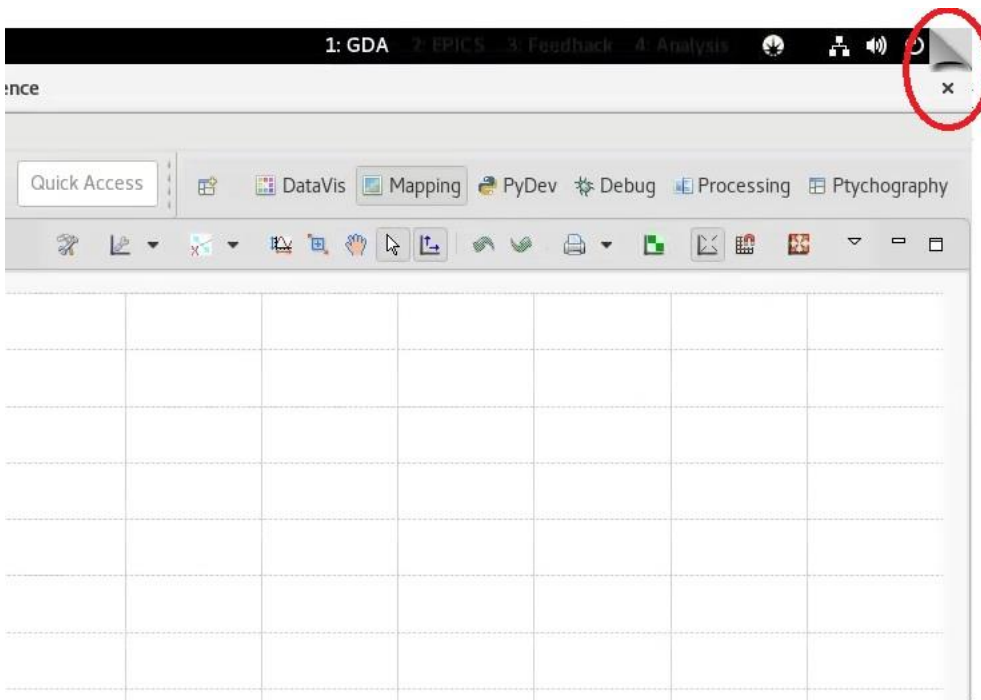 1: GDA 2: EPICS 3: Feedback 4: Analysis
ence
Quick Access DataVis Mapping PyDev Debug Processing Ptychography